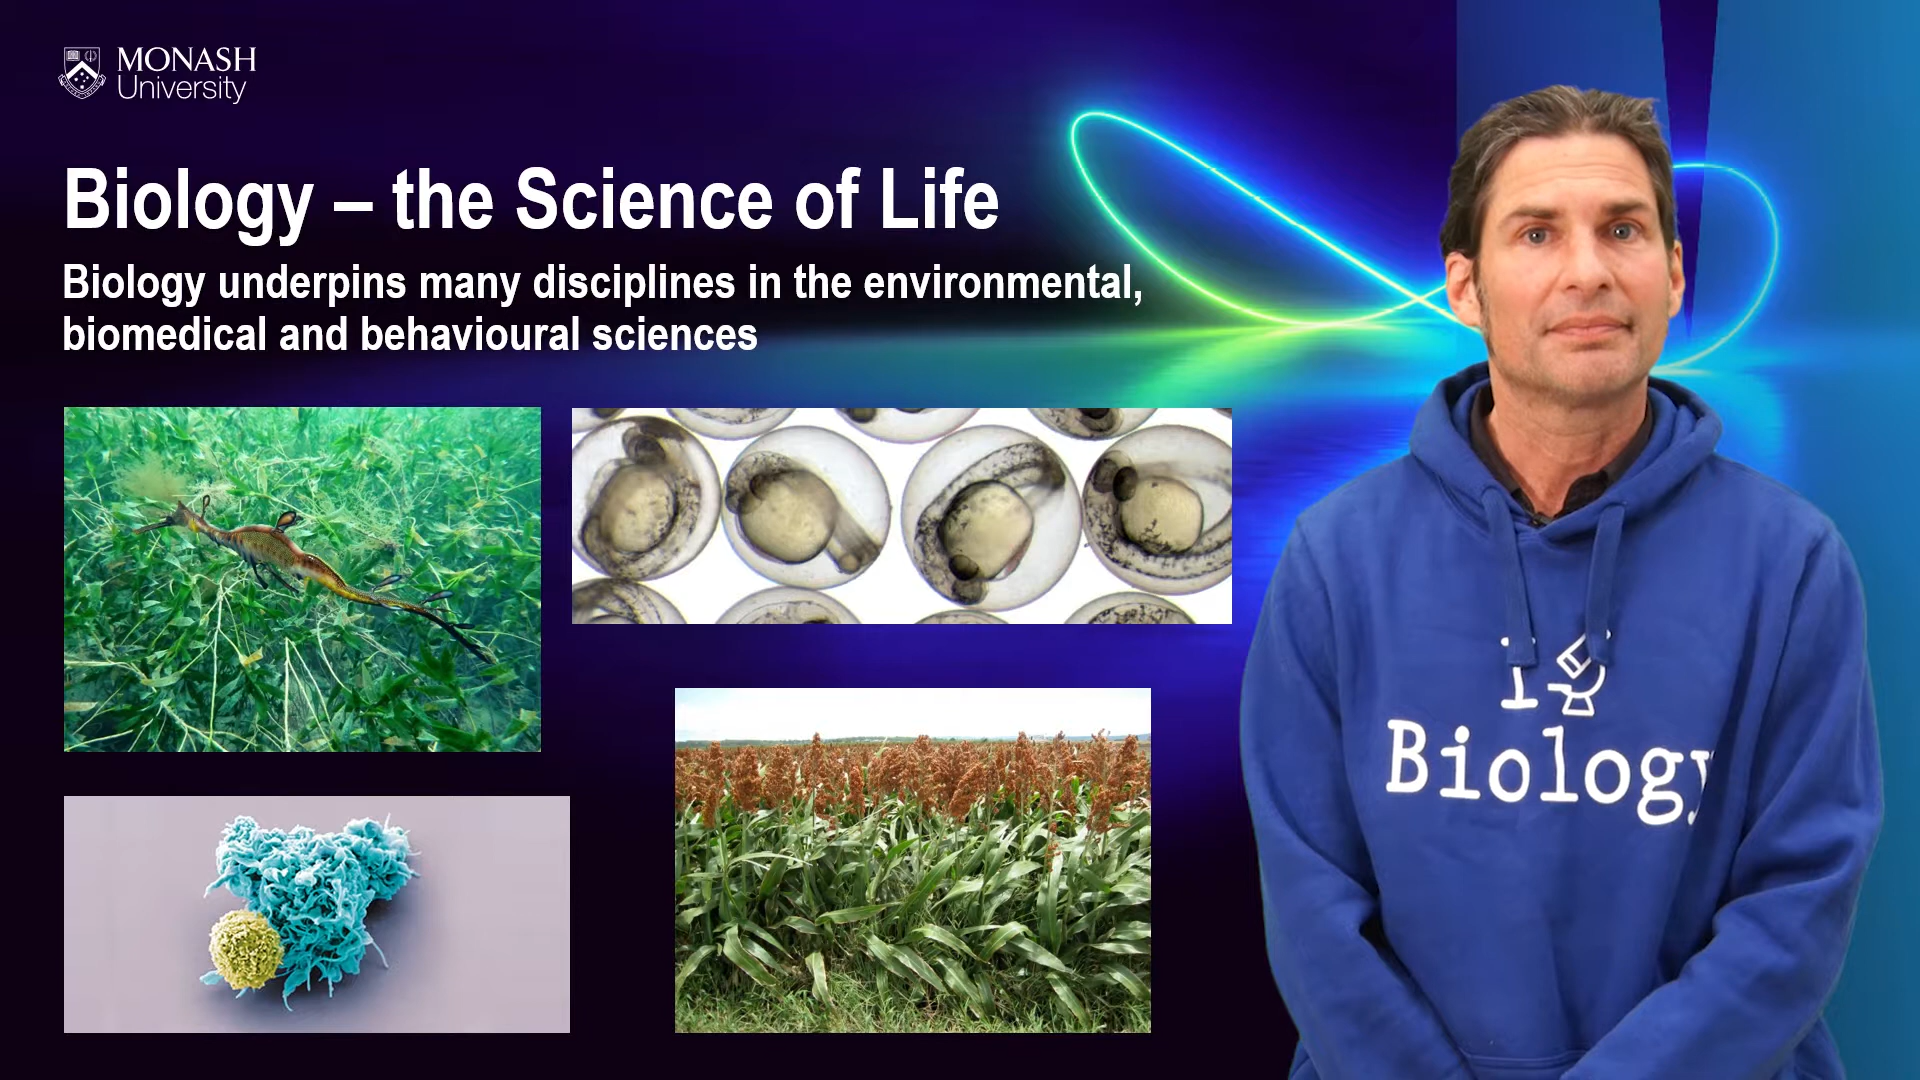 MONASH
University
Biology – the Science of Life
Biology underpins many disciplines in the environmental,
biomedical and behavioural sciences
i
Biology